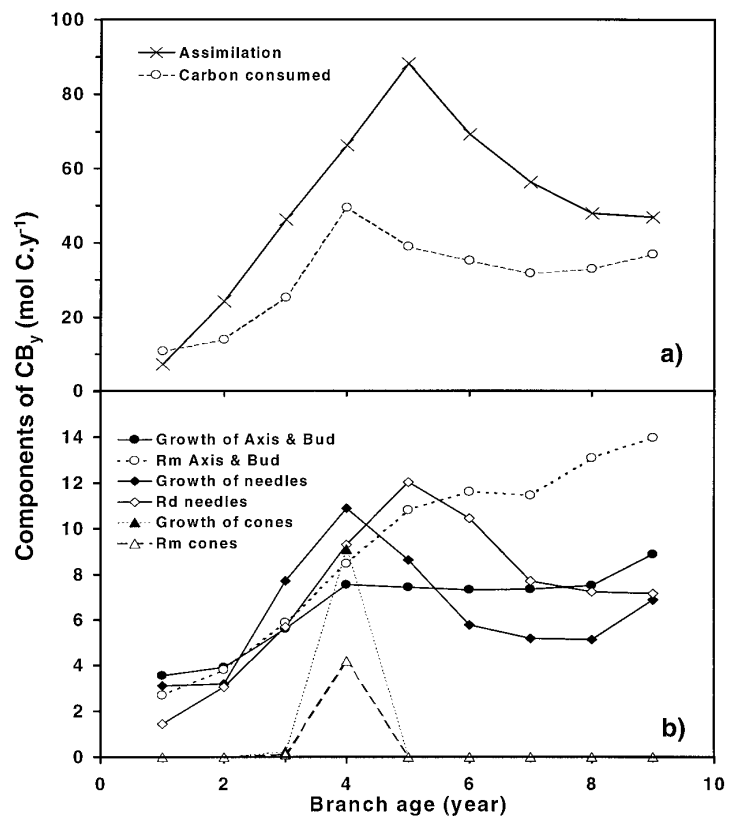 100
80
60
40
20
0
Assimilation
Carbon consumed
a)
Components of CBy (mol C.y-1)
14
12
10
8
6
4
2
0
Growth of Axis & Bud
Rm Axis & Bud
Growth of needles
Rd needles
Growth of cones
Rm cones
b)
0 2 4 6 8 10
Branch age (year)